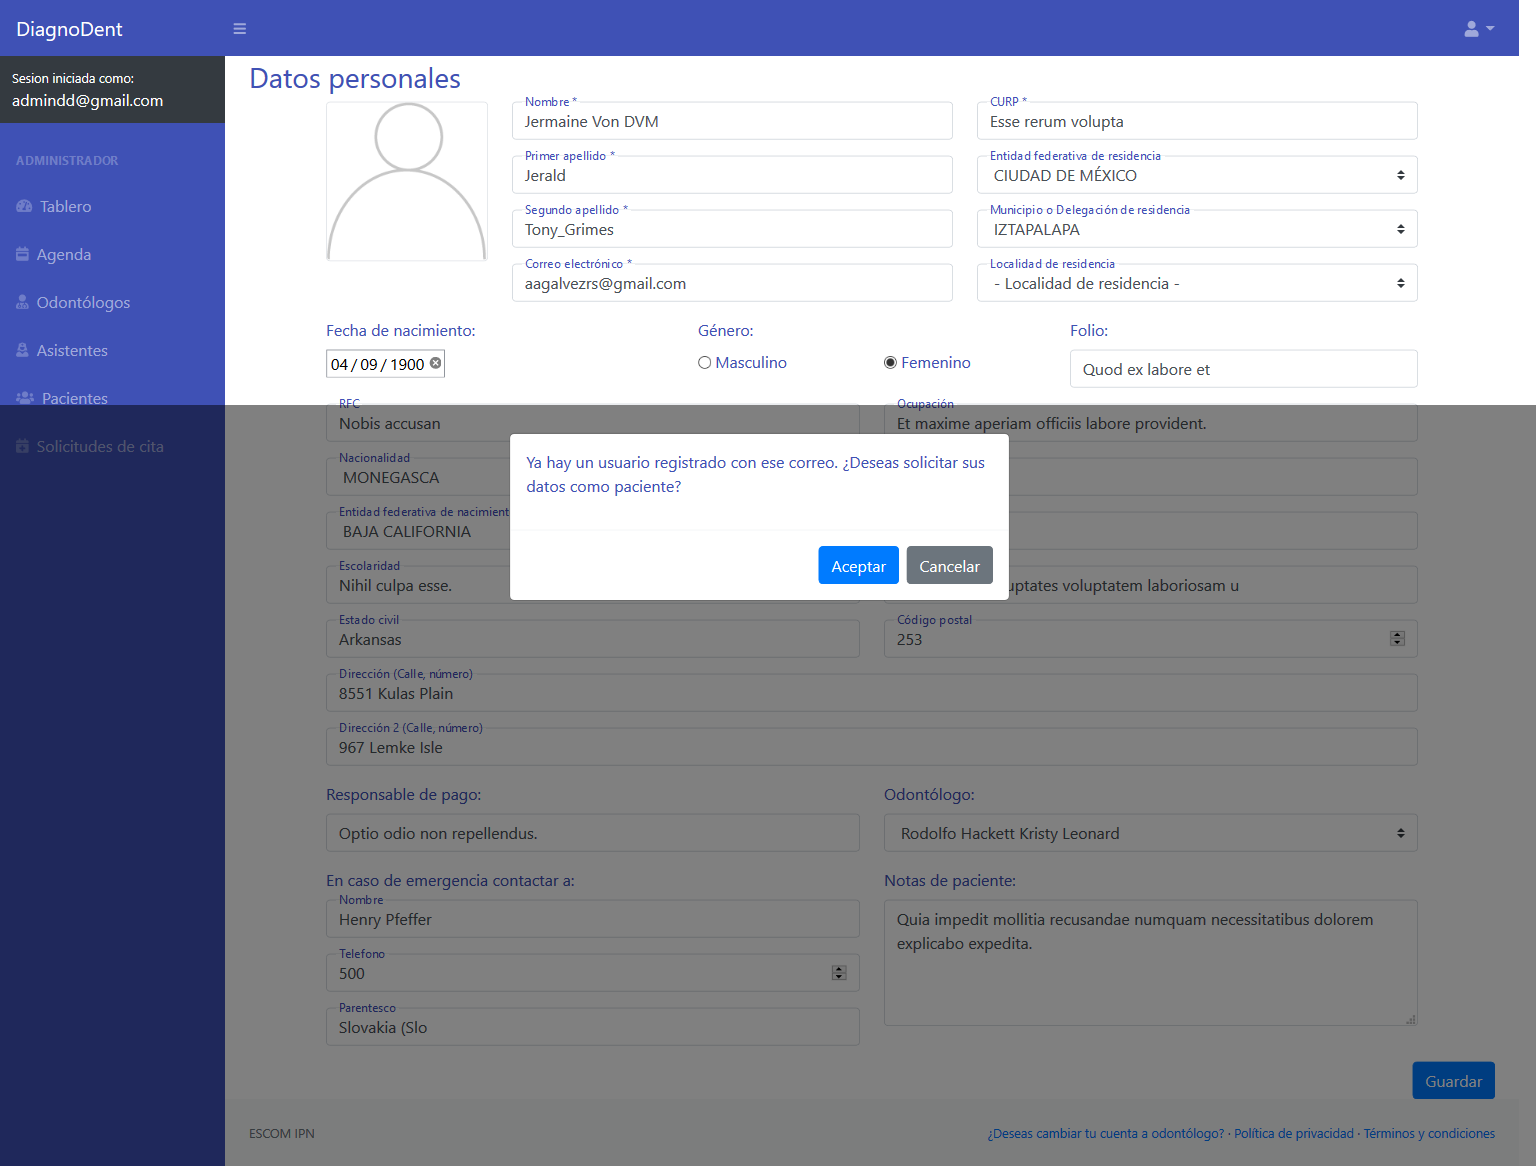 DiagnoDent
Sesion iniciada como:
admindd@gmail.com
ADMINISTRADOR
Tablero
Agenda
Odontólogos
Asistentes
Pacientes
Solicitudes de cita
Datos personales
Nombre *
Jermaine Von DVM
CURP *
Esse rerum volupta
Primer apellido *
Jerald
Entidad federativa de residencia
CIUDAD DE MÉXICO
Segundo apellido *
Tony_Grimes
Municipio o Delegación de residencia
IZTAPALAPA
Correo electrónico *
aagalvezrs@gmail.com
Localidad de residencia
- Localidad de residencia -
Fecha de nacimiento:
04 / 09 / 1900
Género:
Masculino
Femenino
Folio:
Quod ex labore et
RFC
Nobis accusan
Ocupación
Et maxime aperiam officiis labore provident.
Nacionalidad
MONEGASCA
Entidad federativa de nacimient
BAJA CALIFORNIA
Ya hay un usuario registrado con ese correo. ¿Deseas solicitar sus
datos como paciente?
Aceptar
Cancelar
Escolaridad
Nihil culpa esse.
uptates voluptatem laboriosam u
Estado civil
Arkansas
Código postal
253
Dirección (Calle, número)
8551 Kulas Plain
Dirección 2 (Calle, número)
967 Lemke Isle
Responsable de pago:
Optio odio non repellendus.
Odontólogo:
Rodolfo Hackett Kristy Leonard
En caso de emergencia contactar a:
Nombre
Henry Pfeffer
Telefono
500
Parentesco
Slovakia (Slo
Notas de paciente:
Quia impedit mollitia recusandae numquam necessitatibus dolorem
explicabo expedita.
Guardar
ESCOM IPN
¿Deseas cambiar tu cuenta a odontólogo? · Política de privacidad · Términos y condiciones